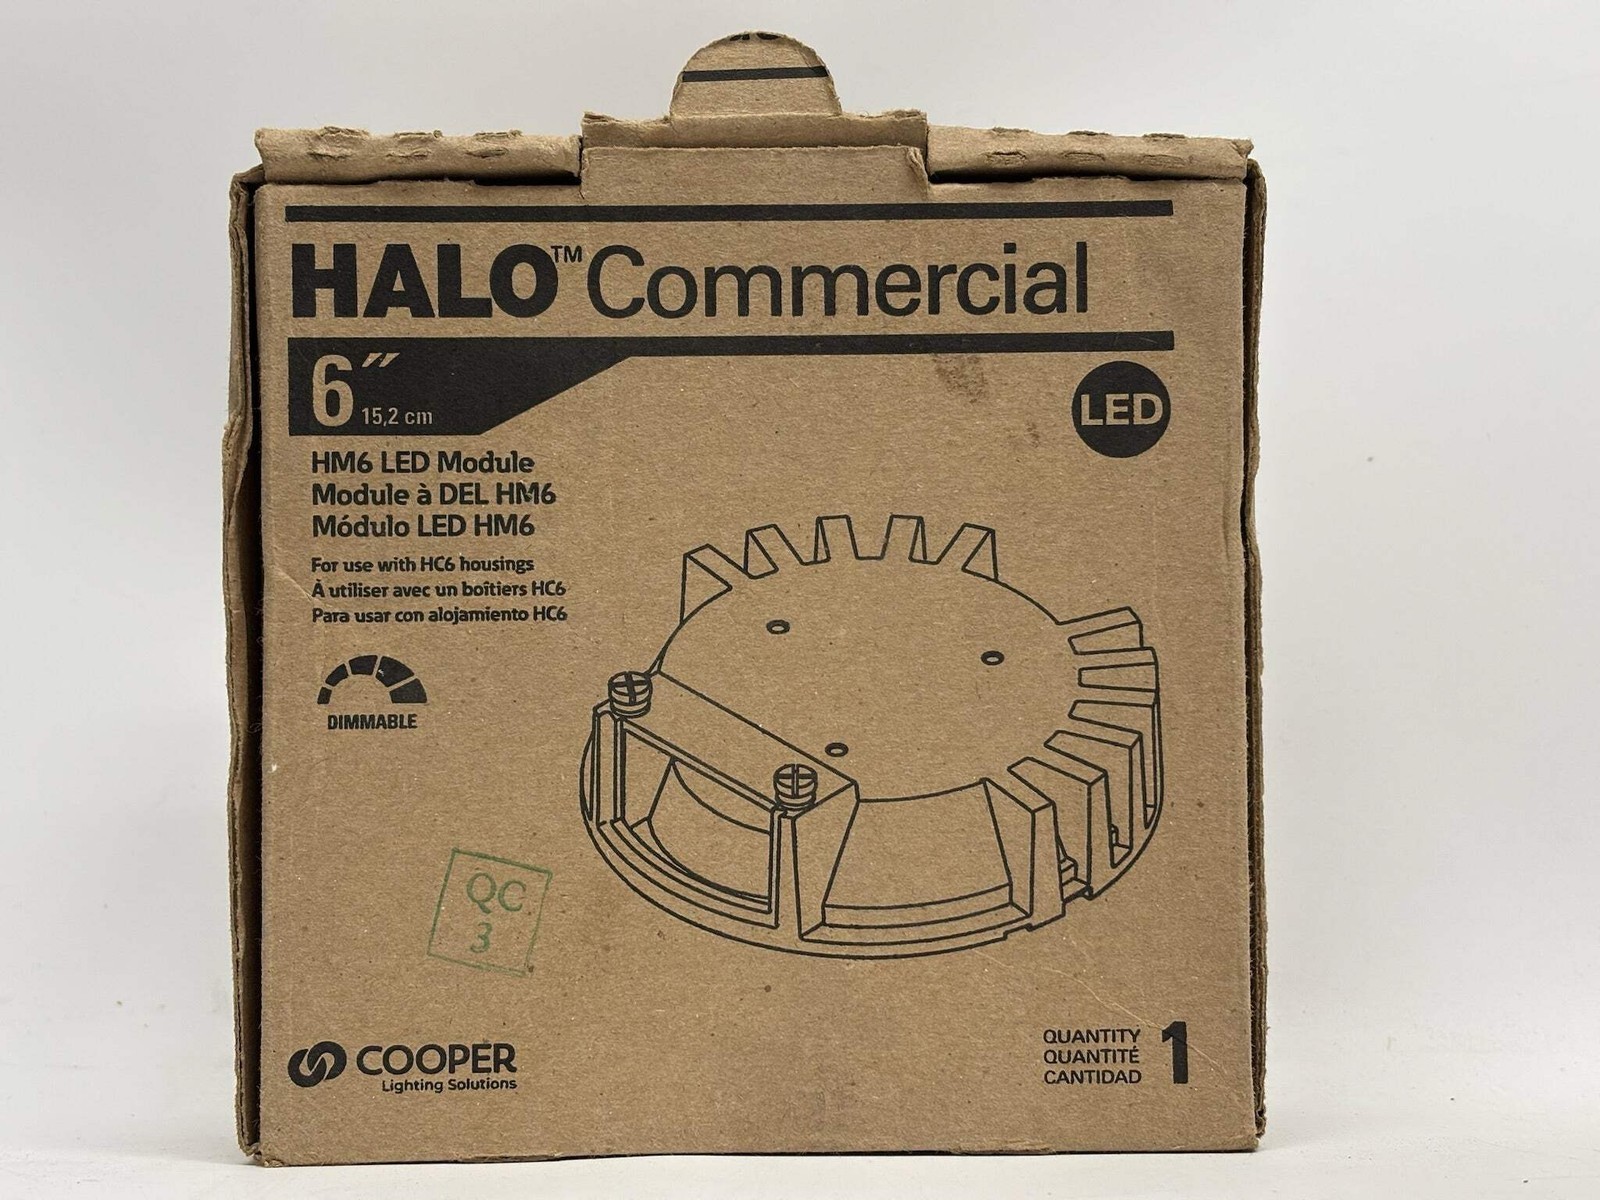 HALO™ Commercial
6″ 15,2 cm
LED
HM6 LED Module
Module à DEL HM6
Módulo LED HM6
For use with HC6 housings
À utiliser avec un boîtiers HC6
Para usar con alojamiento HC6
DIMMABLE
QC
3
COOPER
Lighting Solutions
QUANTITY
QUANTITÉ
CANTIDAD
1